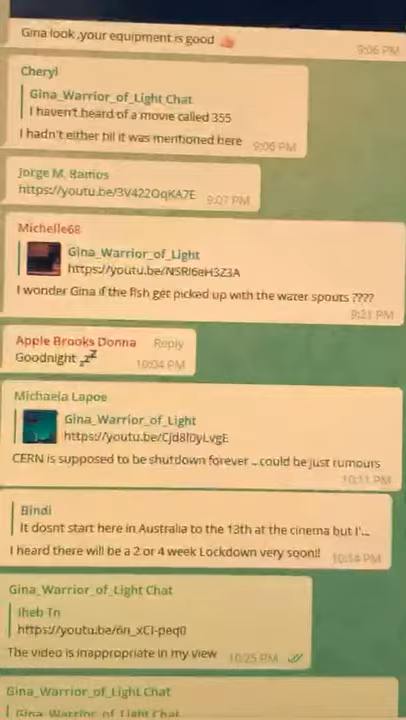 Gina look ,your equipment is good 👍
9:06 PM
Cheryl
Gina_Warrior_of_Light Chat
I haven't heard of a movie called 355
I hadn't either till it was mentioned here 9:06 PM
Jorge M. Ramos
https://youtu.be/3V422OqKA7E 9:07 PM
Michelle68
Gina_Warrior_of_Light
https://youtu.be/NSRI6eH3Z3A
I wonder Gina if the fish get picked up with the water spouts ????
9:21 PM
Apple Brooks Donna Reply
Goodnight 💤 10:04 PM
Michaela Lapoe
Gina_Warrior_of_Light
https://youtu.be/Cjd8l0yLvgE
CERN is supposed to be shutdown forever .. could be just rumours
10:11 PM
Bindi
It dosnt start here in Australia to the 13th at the cinema but I'...
I heard there will be a 2 or 4 week Lockdown very soon!! 10:14 PM
Gina_Warrior_of_Light Chat
Iheb Tn
https://youtu.be/6n_xCI-peq0
The video is inappropriate in my view 10:25 PM
Gina_Warrior_of_Light Chat
Gina_Warrior_of_Light Chat